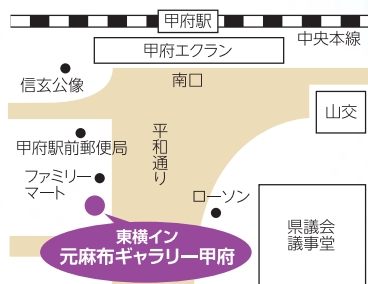 甲府駅
中央本線
甲府エクラン
信玄公像
南口
山交
甲府駅前郵便局
平和通り
ファミリー
マート
ローソン
東横イン
元麻布ギャラリー甲府
県議会
議事堂